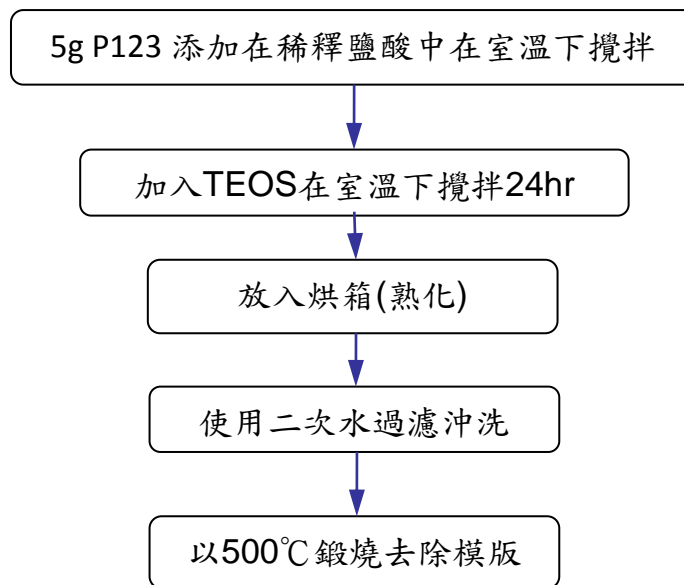 5g P123 添加在稀釋鹽酸中在室溫下攪拌
加入TEOS在室溫下攪拌24hr
放入烘箱(熟化)
使用二次水過濾沖洗
以500℃鍛燒去除模版